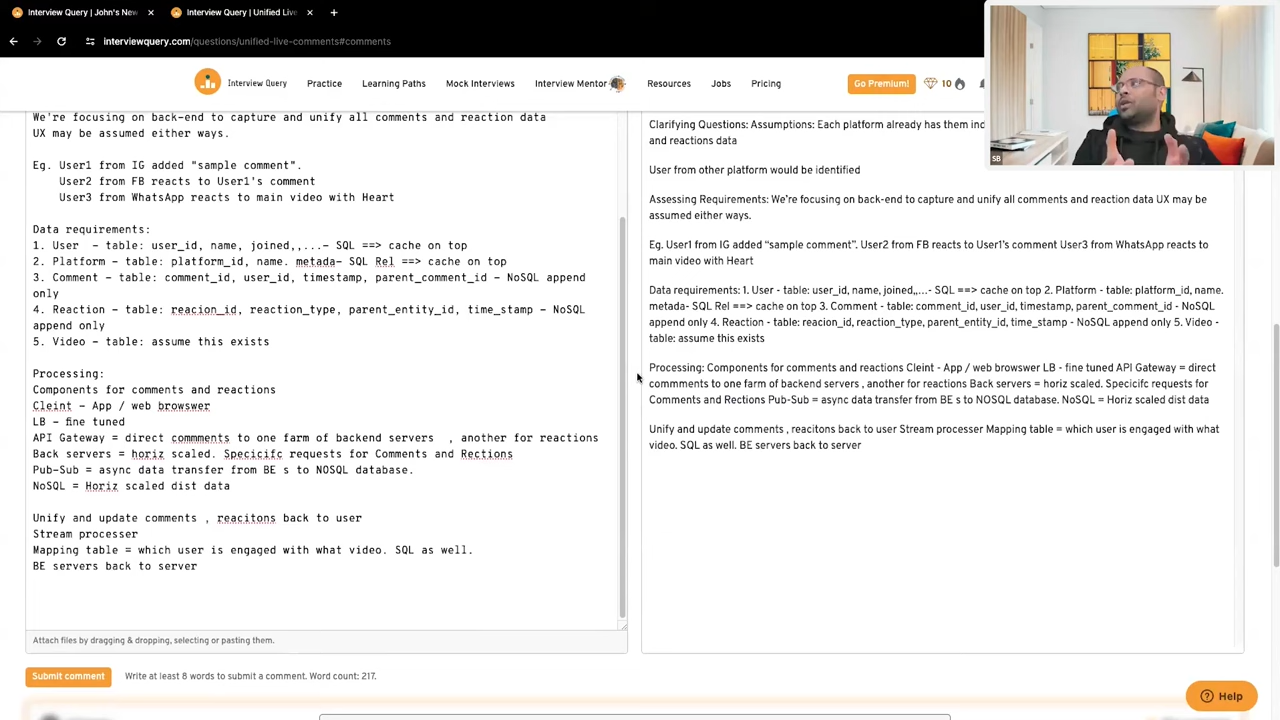 Interview Query | John's New
Interview Query | Unified Live
interviewquery.com/questions/unified-live-comments#comments
Interview Query
Practice
Learning Paths
Mock Interviews
Interview Mentor
Resources
Jobs
Pricing
Go Premium!
10
We're focusing on back-end to capture and unify all comments and reaction data
UX may be assumed either ways.
Eg. User1 from IG added "sample comment".
User2 from FB reacts to User1's comment
User3 from WhatsApp reacts to main video with Heart
Data requirements:
1. User - table: user_id, name, joined,,...- SQL ==> cache on top
2. Platform - table: platform_id, name. metada- SQL Rel ==> cache on top
3. Comment - table: comment_id, user_id, timestamp, parent_comment_id - NoSQL append
only
4. Reaction - table: reacion_id, reaction_type, parent_entity_id, time_stamp - NoSQL
append only
5. Video - table: assume this exists
Processing:
Components for comments and reactions
Cleint - App / web browswer
LB - fine tuned
API Gateway = direct commments to one farm of backend servers , another for reactions
Back servers = horiz scaled. Specicifc requests for Comments and Rections
Pub-Sub = async data transfer from BE s to NOSQL database.
NoSQL = Horiz scaled dist data
Unify and update comments , reacitons back to user
Stream processer
Mapping table = which user is engaged with what video. SQL as well.
BE servers back to server
Attach files by dragging & dropping, selecting or pasting them.
Submit comment
Write at least 8 words to submit a comment. Word count: 217.
Clarifying Questions: Assumptions: Each platform already has them
and reactions data
User from other platform would be identified
Assessing Requirements: We're focusing on back-end to capture and unify all comments and reaction data UX may be
assumed either ways.
Eg. User1 from IG added “sample comment”. User2 from FB reacts to User1's comment User3 from WhatsApp reacts to
main video with Heart
Data requirements: 1. User - table: user_id, name, joined,,...- SQL ==> cache on top 2. Platform - table: platform_id, name.
metada- SQL Rel ==> cache on top 3. Comment - table: comment_id, user_id, timestamp, parent_comment_id - NoSQL
append only 4. Reaction - table: reacion_id, reaction_type, parent_entity_id, time_stamp - NoSQL append only 5. Video -
table: assume this exists
Processing: Components for comments and reactions Cleint - App / web browswer LB - fine tuned API Gateway = direct
commments to one farm of backend servers , another for reactions Back servers = horiz scaled. Specicifc requests for
Comments and Rections Pub-Sub = async data transfer from BE s to NOSQL database. NoSQL = Horiz scaled dist data
Unify and update comments , reacitons back to user Stream processer Mapping table = which user is engaged with what
video. SQL as well. BE servers back to server
SB
Help